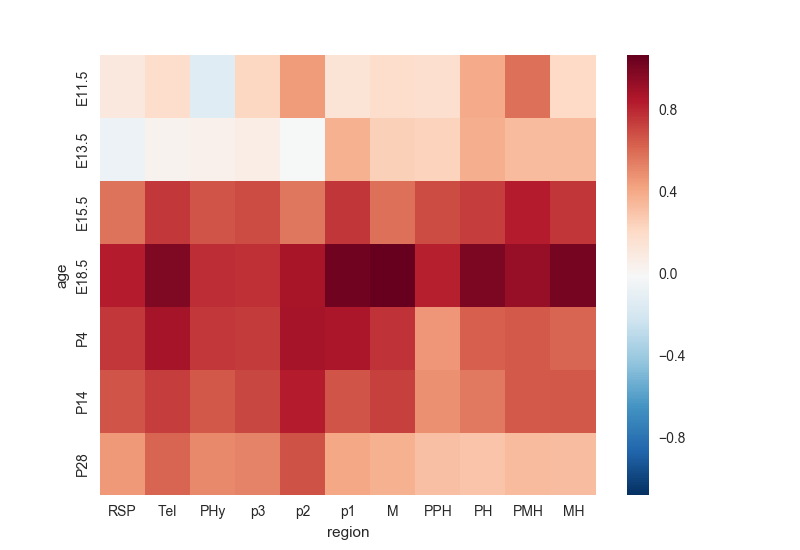 E11.5
E13.5
E15.5
E18.5
P4
P14
P28
age
RSP Tel PHy p3 p2 p1 M PPH PH PMH MH
region
0.8
0.4
0.0
−0.4
−0.8